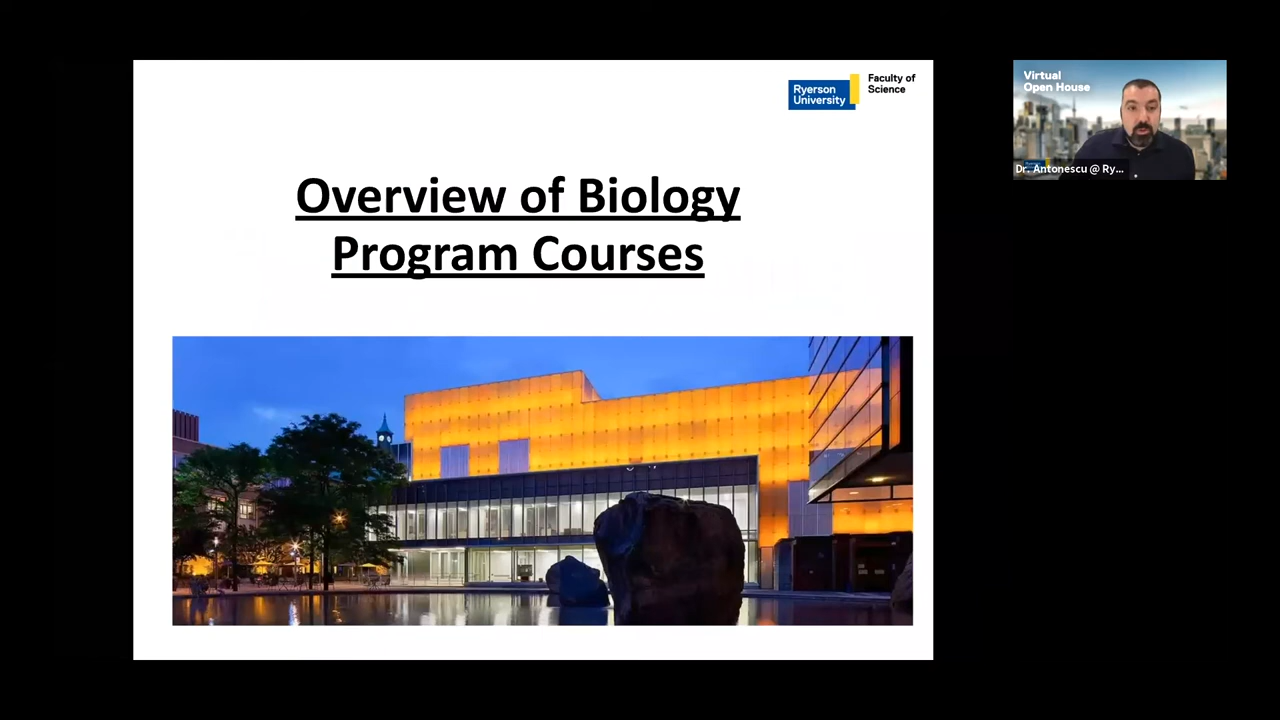 Ryerson
University
Faculty of
Science
Overview of Biology
Program Courses
Virtual
Open House
Dr. Antonescu @ Ry...